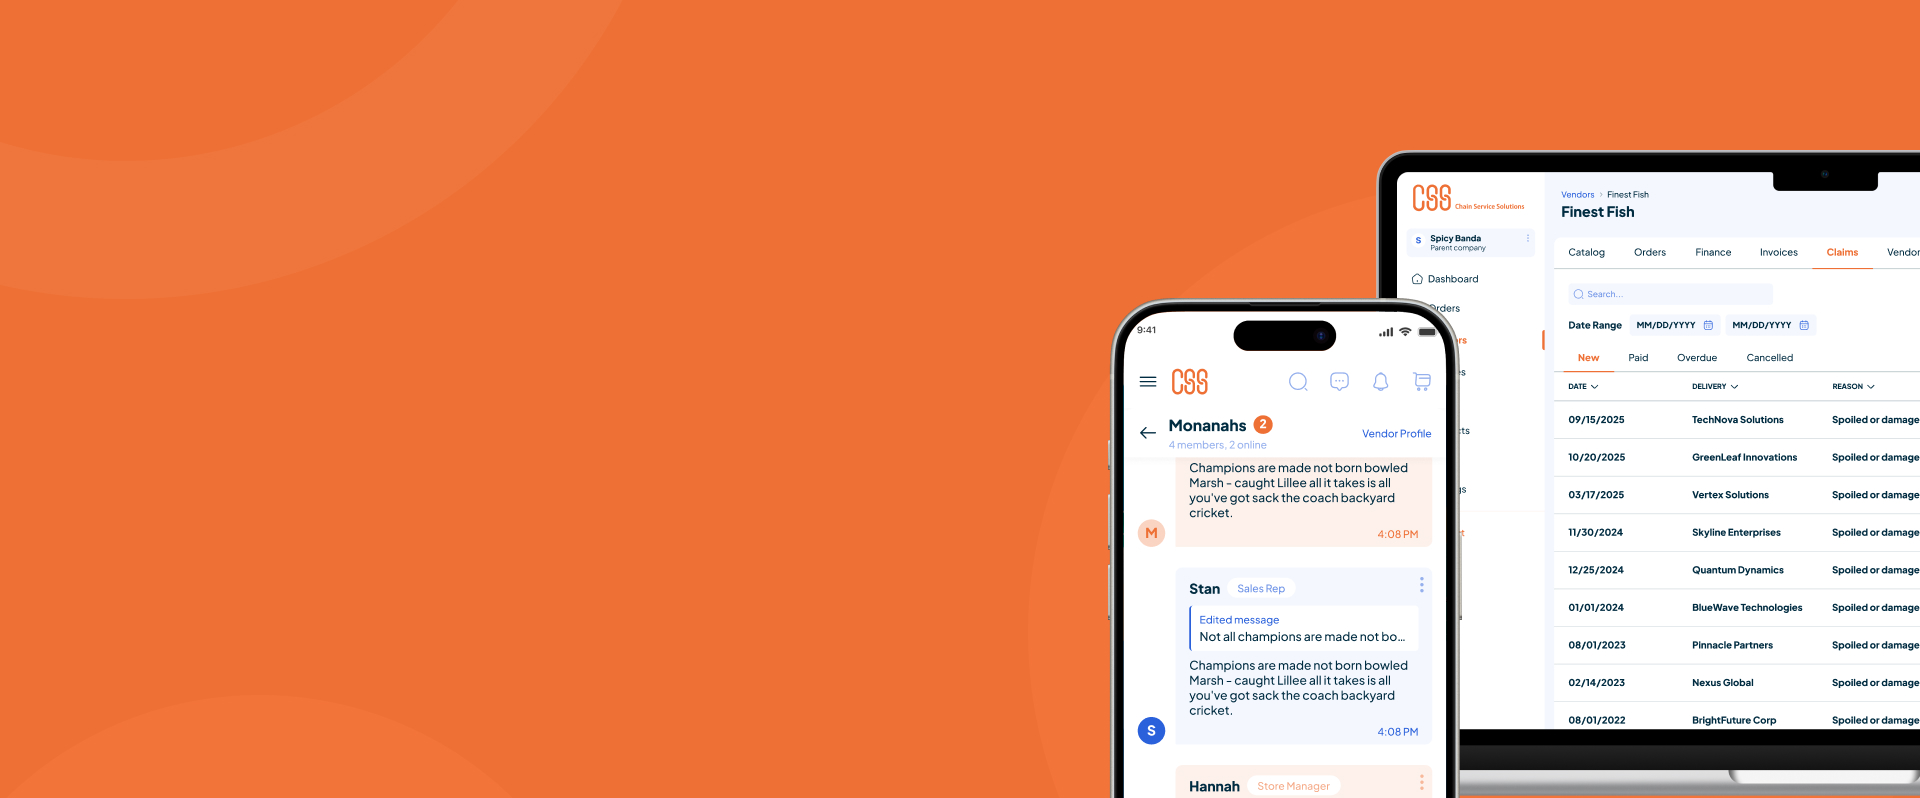 CSS Chain Service Solutions
S Spicy Banda
Parent company
Dashboard
Orders
rs
s
ts
gs
t
Vendors > Finest Fish
Finest Fish
Catalog Orders Finance Invoices Claims Vendor
Search...
Date Range MM/DD/YYYY MM/DD/YYYY
New Paid Overdue Cancelled
DATE DELIVERY REASON
09/15/2025 TechNova Solutions Spoiled or damage
10/20/2025 GreenLeaf Innovations Spoiled or damage
03/17/2025 Vertex Solutions Spoiled or damage
11/30/2024 Skyline Enterprises Spoiled or damage
12/25/2024 Quantum Dynamics Spoiled or damage
01/01/2024 BlueWave Technologies Spoiled or damage
08/01/2023 Pinnacle Partners Spoiled or damage
02/14/2023 Nexus Global Spoiled or damage
08/01/2022 BrightFuture Corp Spoiled or damage
9:41
CSS
Monanahs 2
4 members, 2 online
Vendor Profile
Champions are made not born bowled
Marsh - caught Lillee all it takes is all
you've got sack the coach backyard
cricket.
4:08 PM
M
Stan Sales Rep
Edited message
Not all champions are made not bo...
Champions are made not born bowled
Marsh - caught Lillee all it takes is all
you've got sack the coach backyard
cricket.
4:08 PM
S
Hannah Store Manager